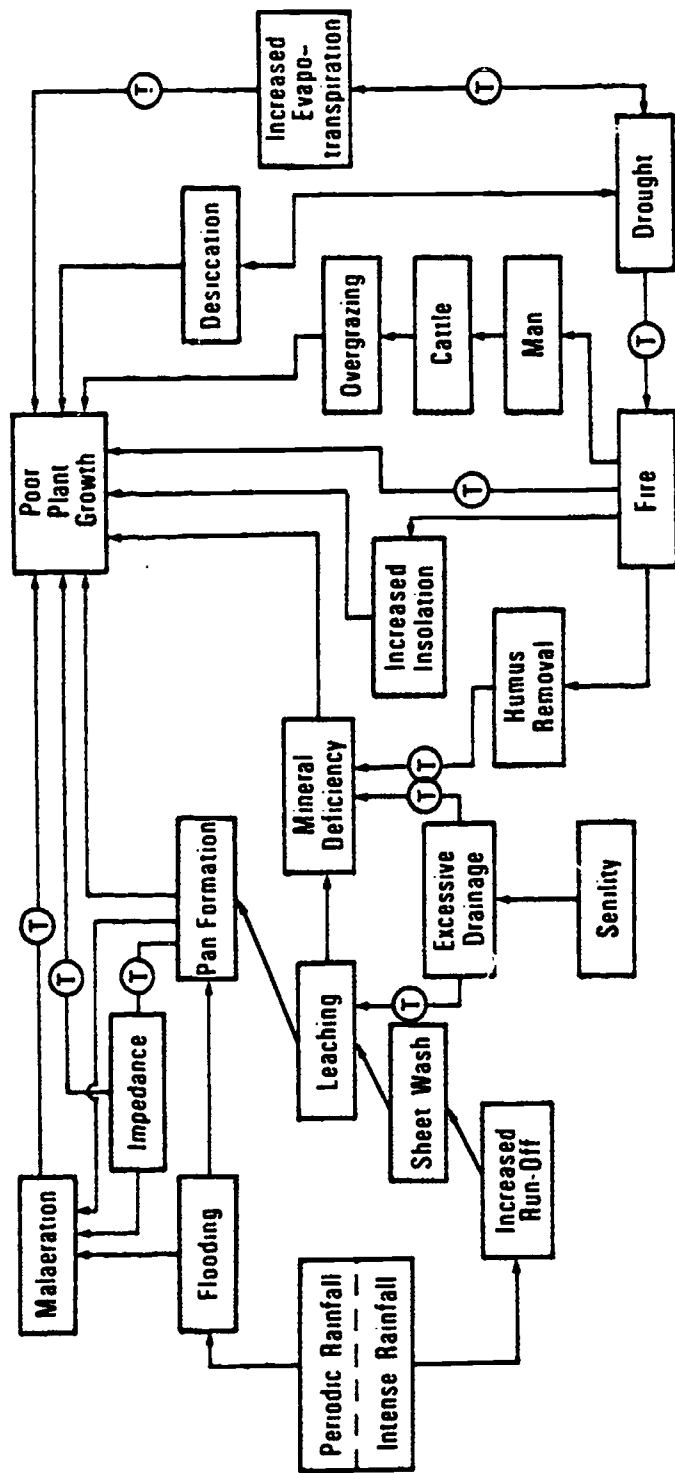 Malaeration
T
Impedance
T
T
Flooding
Pan Formation
Poor
Plant
Growth
Periodic Rainfall
Intense Rainfall
Leaching
Mineral
Deficiency
Sheet Wash
T
T
T
Increased
Run-Off
Excessive
Drainage
Senility
Humus
Removal
Increased
Insolation
T
Fire
T
Overgrazing
Cattle
Man
Desiccation
Drought
T
Increased
Evapo-
transpiration
T